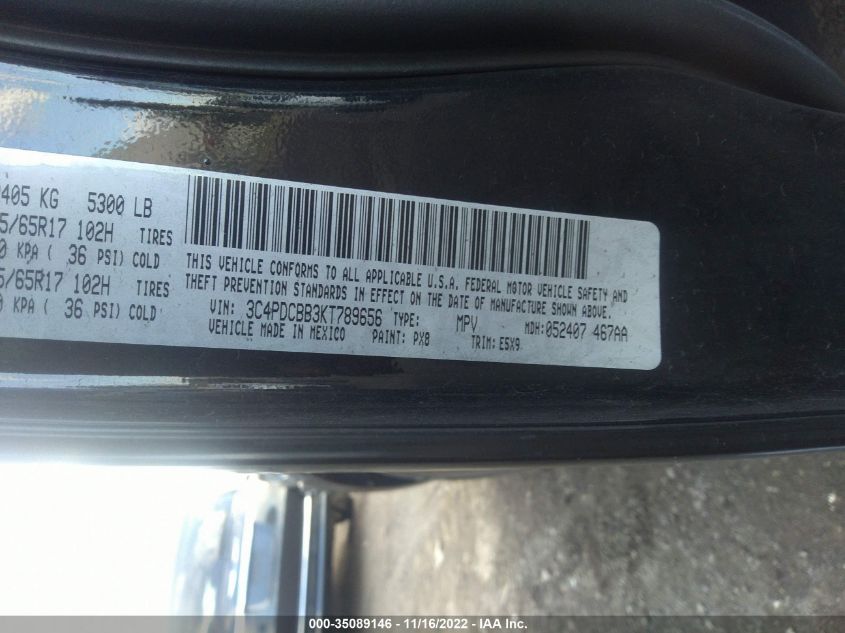 405 KG 5300 LB
5/65R17 102H TIRES
0 KPA ( 36 PSI) COLD
5/65R17 102H TIRES
0 KPA ( 36 PSI) COLD
THIS VEHICLE CONFORMS TO ALL APPLICABLE U.S.A. FEDERAL MOTOR VEHICLE SAFETY AND
THEFT PREVENTION STANDARDS IN EFFECT ON THE DATE OF MANUFACTURE SHOWN ABOVE.
VIN: 3C4PDCBB3KT789656 TYPE: MPV MDH: 052407 467AA
VEHICLE MADE IN MEXICO PAINT: PX8 TRIM: E5X9
000-35089146 - 11/16/2022 - IAA Inc.